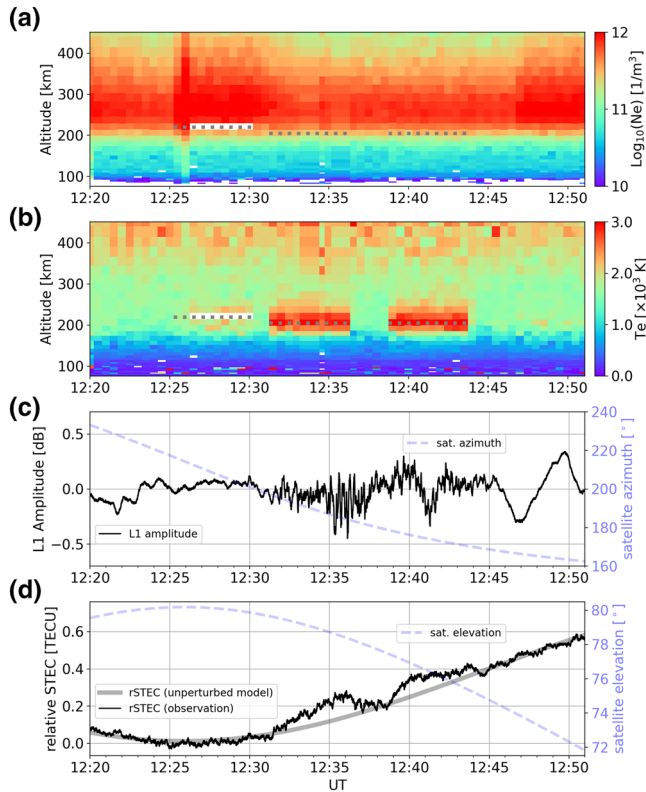 (a)
400
300
200
100
Altitude [km]
12:20 12:25 12:30 12:35 12:40 12:45 12:50
12
11
10
Log10(Ne) [1/m³]
(b)
400
300
200
100
Altitude [km]
12:20 12:25 12:30 12:35 12:40 12:45 12:50
3.0
2.0
1.0
0.0
Te [×10³ K]
(c)
0.5
0.0
−0.5
L1 Amplitude [dB]
sat. azimuth
L1 amplitude
240
220
200
180
160
satellite azimuth [°]
12:20 12:25 12:30 12:35 12:40 12:45 12:50
(d)
0.6
0.4
0.2
0.0
relative STEC [TECU]
sat. elevation
rSTEC (unperturbed model)
rSTEC (observation)
80
78
76
74
72
satellite elevation [°]
12:20 12:25 12:30 12:35 12:40 12:45 12:50
UT